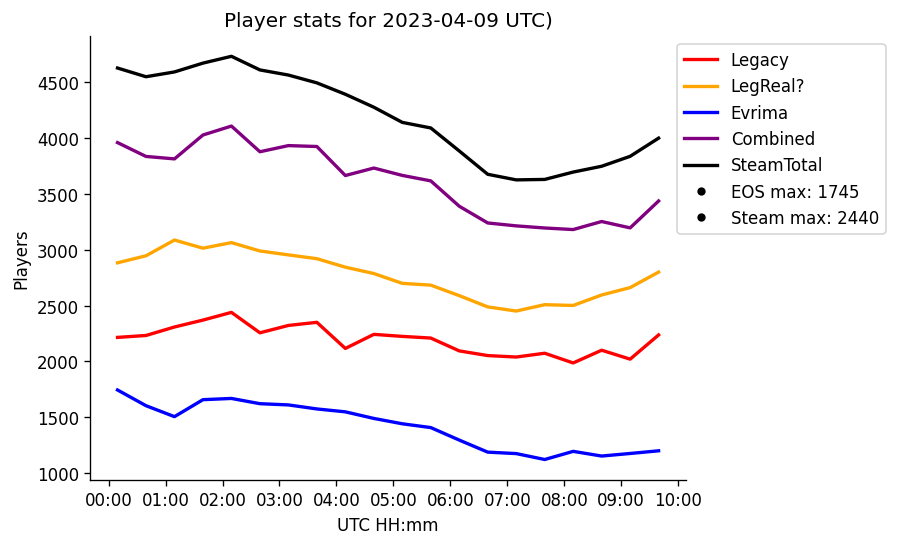 Player stats for 2023-04-09 UTC)
Legacy
LegReal?
Evrima
Combined
SteamTotal
EOS max: 1745
Steam max: 2440
Players
4500
4000
3500
3000
2500
2000
1500
1000
00:00 01:00 02:00 03:00 04:00 05:00 06:00 07:00 08:00 09:00 10:00
UTC HH:mm